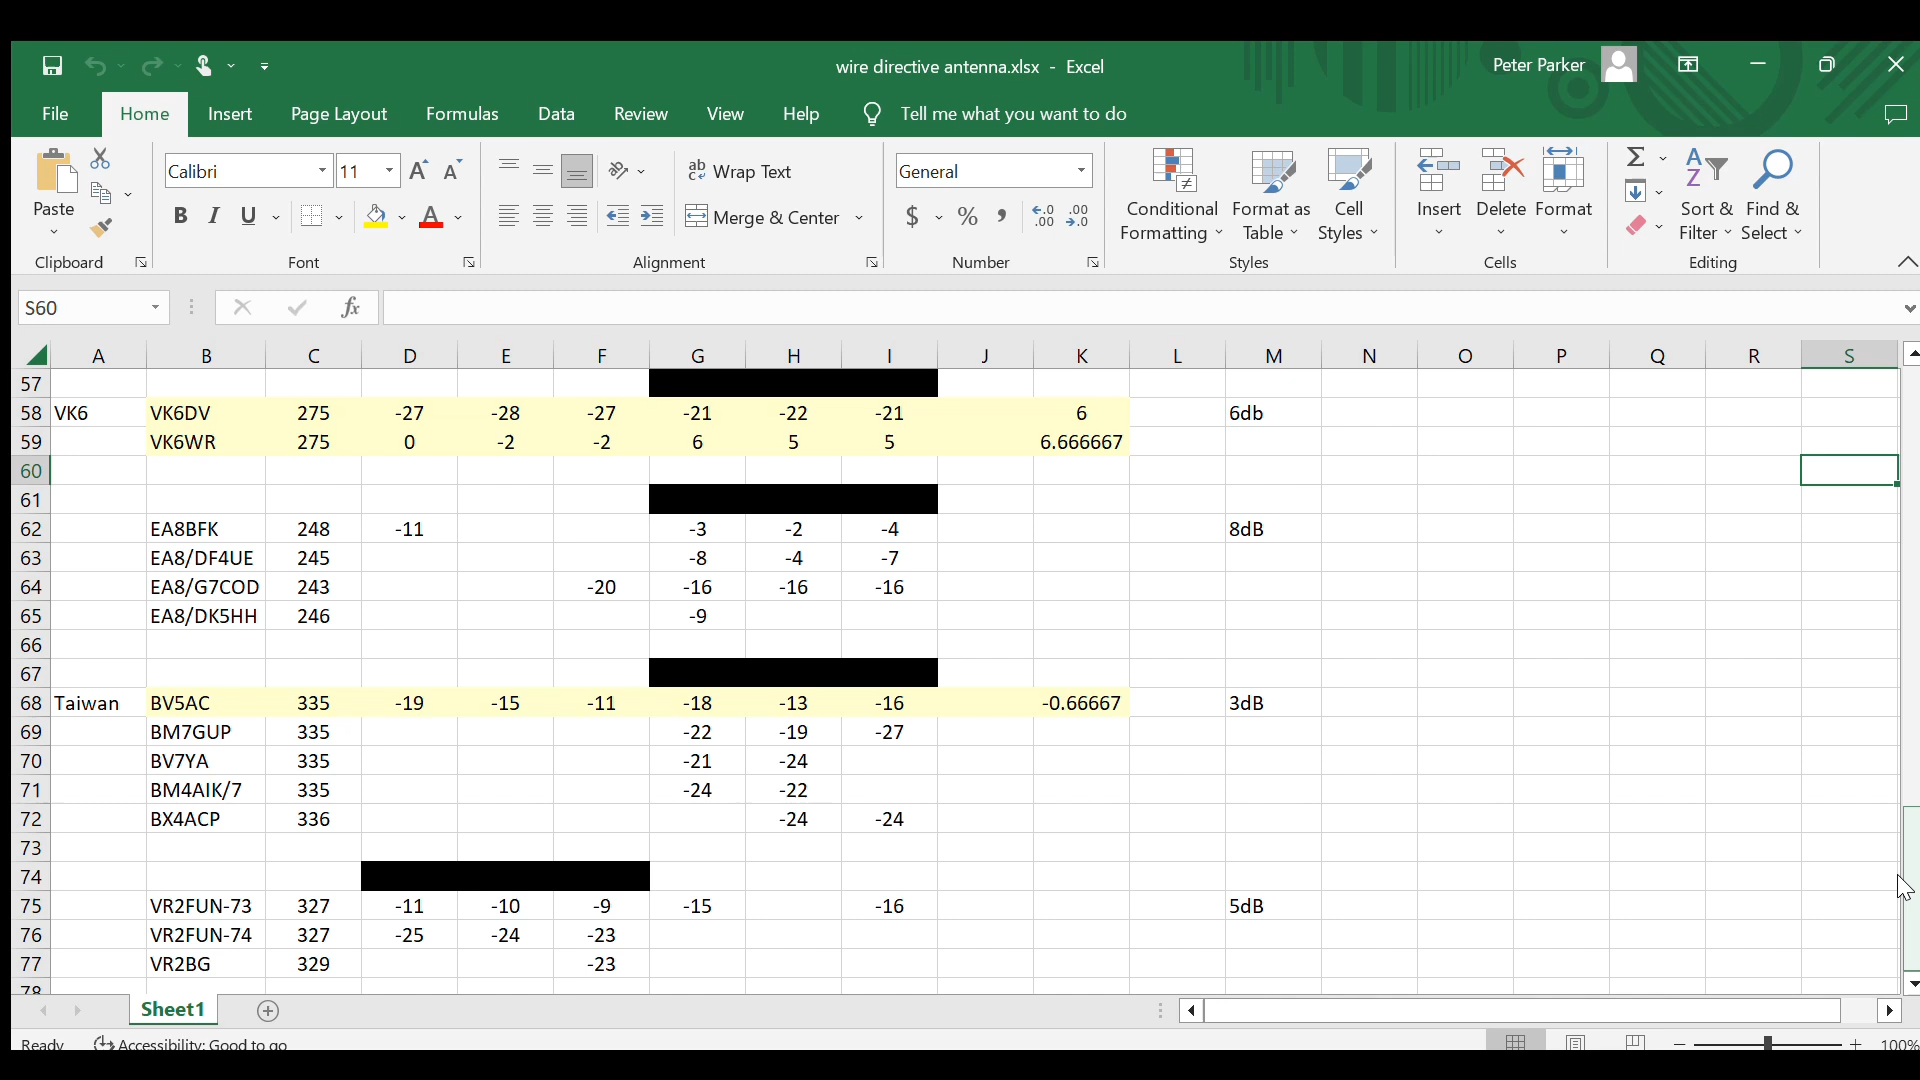 wire directive antenna.xlsx - Excel
Peter Parker
File Home Insert Page Layout Formulas Data Review View Help Tell me what you want to do
Paste
Clipboard
Calibri 11
B I U
Font
ab Wrap Text
Merge & Center
Alignment
General
$ % ,
Number
Conditional Formatting
Format as Table
Cell Styles
Styles
Insert Delete Format
Cells
Sort & Filter
Find & Select
Editing
S60 fx
A B C D E F G H I J K L M N O P Q R S
57
58 VK6 VK6DV 275 -27 -28 -27 -21 -22 -21 6 6db
59 VK6WR 275 0 -2 -2 6 5 5 6.666667
60
61
62 EA8BFK 248 -11 -3 -2 -4 8dB
63 EA8/DF4UE 245 -8 -4 -7
64 EA8/G7COD 243 -20 -16 -16 -16
65 EA8/DK5HH 246 -9
66
67
68 Taiwan BV5AC 335 -19 -15 -11 -18 -13 -16 -0.66667 3dB
69 BM7GUP 335 -22 -19 -27
70 BV7YA 335 -21 -24
71 BM4AIK/7 335 -24 -22
72 BX4ACP 336 -24 -24
73
74
75 VR2FUN-73 327 -11 -10 -9 -15 -16 5dB
76 VR2FUN-74 327 -25 -24 -23
77 VR2BG 329 -23
78
Sheet1
Ready Accessibility: Good to go 100%